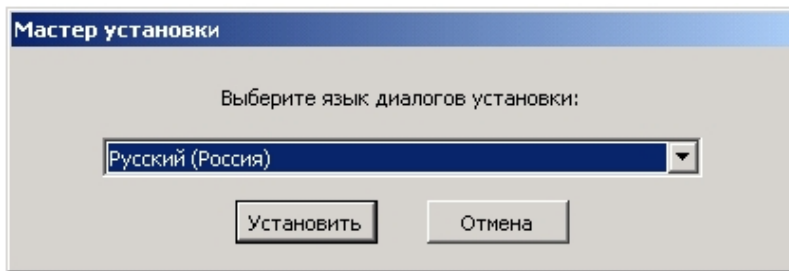 Мастер установки
Выберите язык диалогов установки:
Русский (Россия)
Установить
Отмена